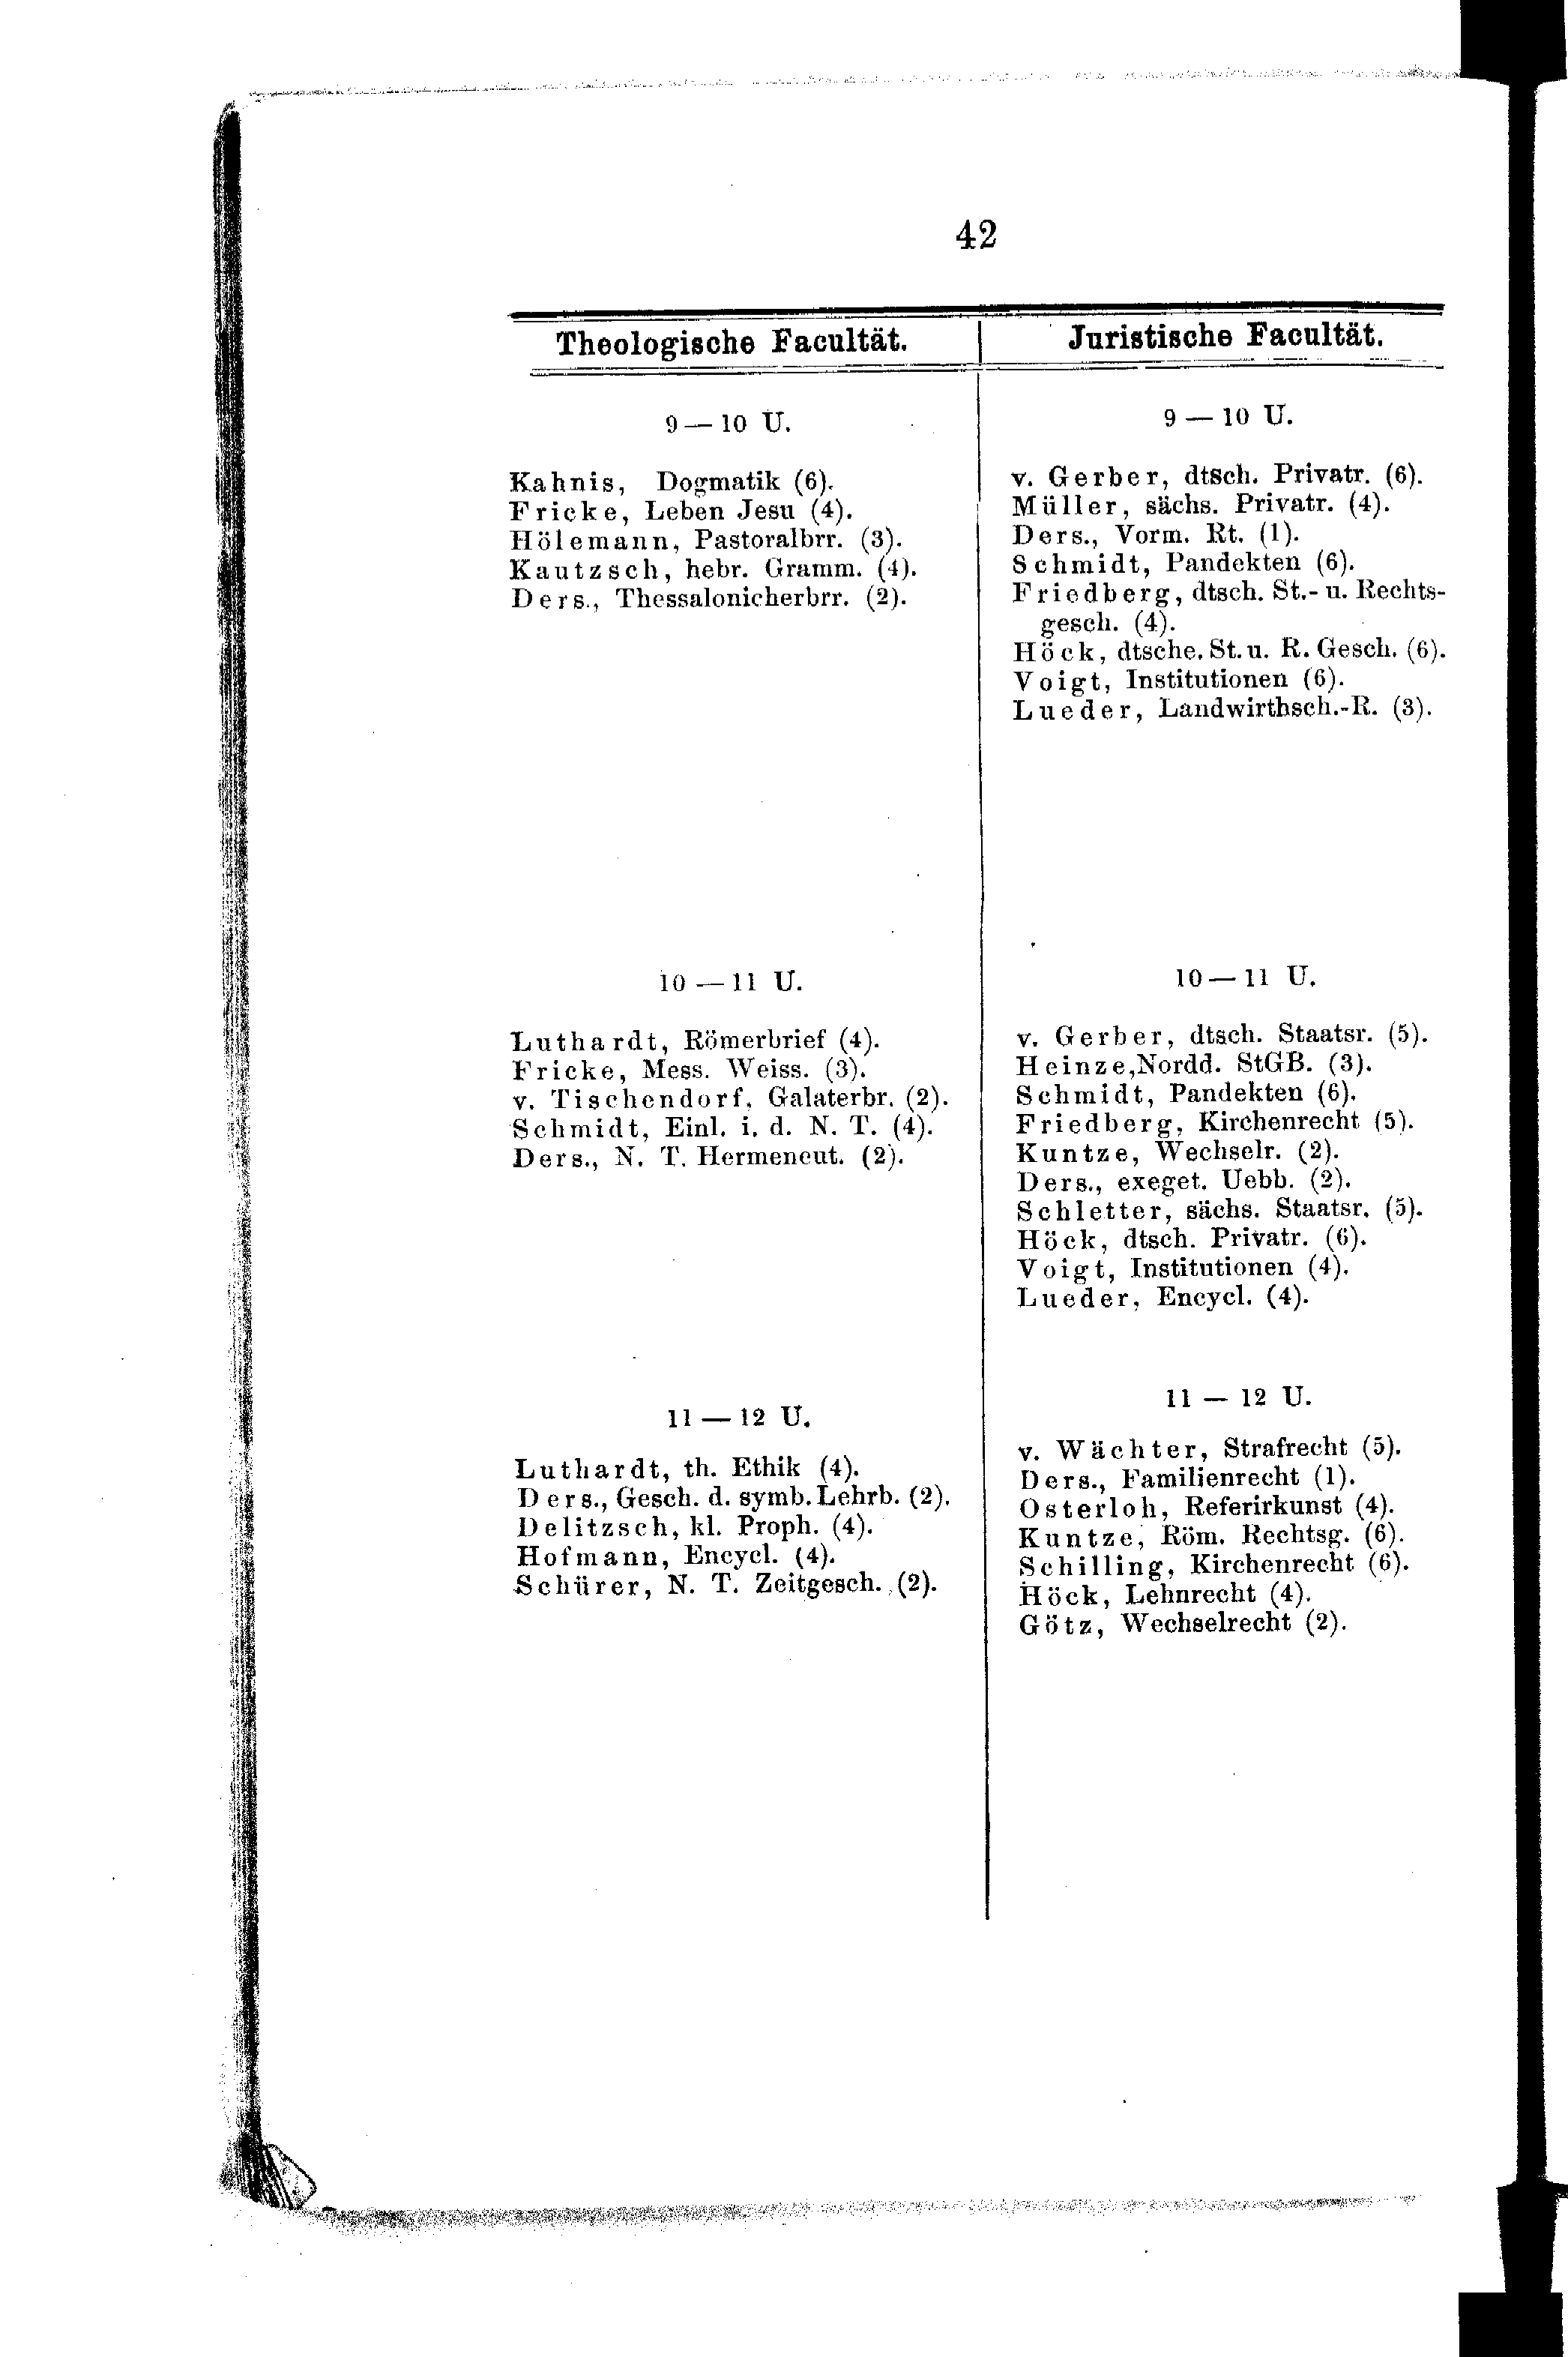 42
Theologische Facultät.
9—10 U.
Kahnis, Dogmatik (6).
Fricke, Leben Jesu (4).
Hölemann, Pastoralbrr. (3).
Kautzsch, hebr. Gramm. (4).
Ders., Thessalonicherbrr. (2).
10—11 U.
Luthardt, Römerbrief (4).
Fricke, Mess. Weiss. (3).
v. Tischendorf, Galaterbr. (2).
Schmidt, Einl. i. d. N. T. (4).
Ders., N. T. Hermeneut. (2).
11—12 U.
Luthardt, th. Ethik (4).
Ders., Gesch. d. symb. Lehrb. (2).
Delitzsch, kl. Proph. (4).
Hofmann, Encycl. (4).
Schürer, N. T. Zeitgesch. (2).
Juristische Facultät.
9—10 U.
v. Gerber, dtsch. Privatr. (6).
Müller, sächs. Privatr. (4).
Ders., Vorm. Rt. (1).
Schmidt, Pandekten (6).
Friedberg, dtsch. St.- u. Rechts-
gesch. (4).
Höck, dtsche. St. u. R. Gesch. (6).
Voigt, Institutionen (6).
Lueder, Landwirthsch.-R. (3).
10—11 U.
v. Gerber, dtsch. Staatsr. (5).
Heinze, Nordd. StGB. (3).
Schmidt, Pandekten (6).
Friedberg, Kirchenrecht (5).
Kuntze, Wechselr. (2).
Ders., exeget. Uebb. (2).
Schletter, sächs. Staatsr. (5).
Höck, dtsch. Privatr. (6).
Voigt, Institutionen (4).
Lueder, Encycl. (4).
11—12 U.
v. Wächter, Strafrecht (5).
Ders., Familienrecht (1).
Osterloh, Referirkunst (4).
Kuntze, Röm. Rechtsg. (6).
Schilling, Kirchenrecht (6).
Höck, Lehnrecht (4).
Götz, Wechselrecht (2).